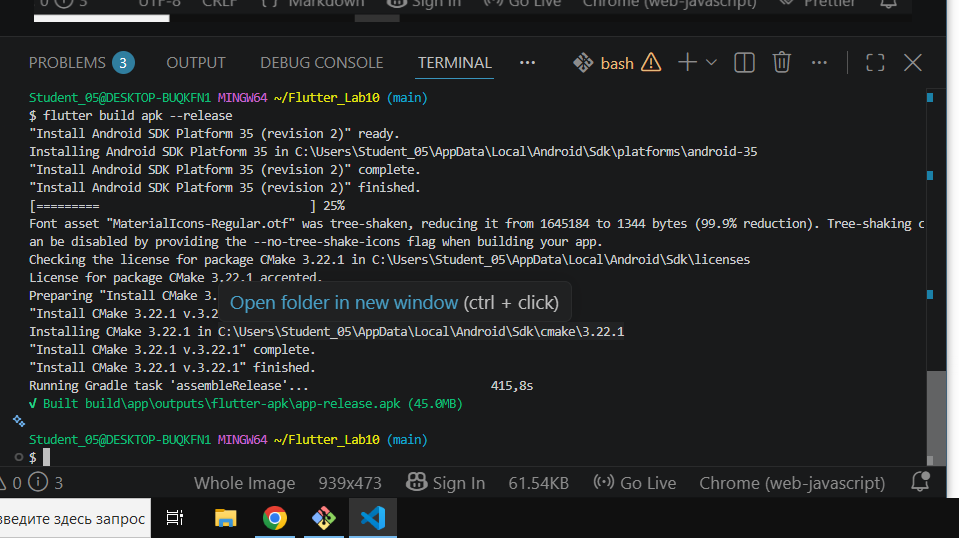 0 3 UTF-8 CRLF { } Markdown Sign In Go Live Chrome (web-javascript) Prettier
PROBLEMS 3 OUTPUT DEBUG CONSOLE TERMINAL ··· bash ···
Student_05@DESKTOP-BUQKFN1 MINGW64 ~/Flutter_Lab10 (main)
$ flutter build apk --release
"Install Android SDK Platform 35 (revision 2)" ready.
Installing Android SDK Platform 35 in C:\Users\Student_05\AppData\Local\Android\Sdk\platforms\android-35
"Install Android SDK Platform 35 (revision 2)" complete.
"Install Android SDK Platform 35 (revision 2)" finished.
[========= ] 25%
Font asset "MaterialIcons-Regular.otf" was tree-shaken, reducing it from 1645184 to 1344 bytes (99.9% reduction). Tree-shaking c
an be disabled by providing the --no-tree-shake-icons flag when building your app.
Checking the license for package CMake 3.22.1 in C:\Users\Student_05\AppData\Local\Android\Sdk\licenses
License for package CMake 3.22.1 accepted.
Preparing "Install CMake 3.
Open folder in new window (ctrl + click)
"Install CMake 3.22.1 v.3.2
Installing CMake 3.22.1 in C:\Users\Student_05\AppData\Local\Android\Sdk\cmake\3.22.1
"Install CMake 3.22.1 v.3.22.1" complete.
"Install CMake 3.22.1 v.3.22.1" finished.
Running Gradle task 'assembleRelease'... 415,8s
√ Built build\app\outputs\flutter-apk\app-release.apk (45.0MB)
Student_05@DESKTOP-BUQKFN1 MINGW64 ~/Flutter_Lab10 (main)
$
0 3 Whole Image 939x473 Sign In 61.54KB Go Live Chrome (web-javascript)
введите здесь запрос